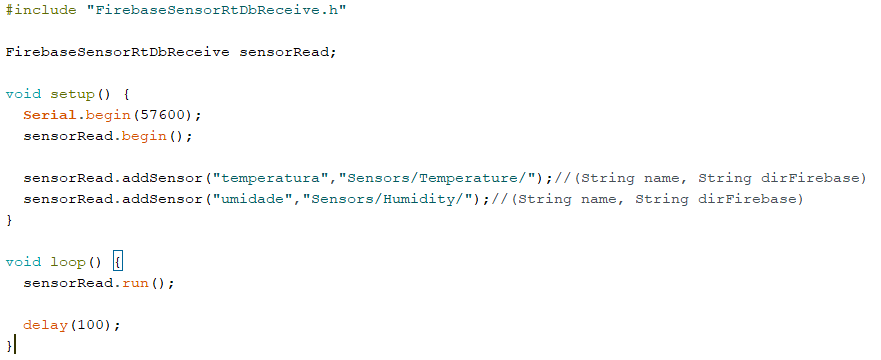 #include "FirebaseSensorRtDbReceive.h"
FirebaseSensorRtDbReceive sensorRead;
void setup() {
Serial.begin(57600);
sensorRead.begin();
sensorRead.addSensor("temperatura","Sensors/Temperature/");//(String name, String dirFirebase)
sensorRead.addSensor("umidade","Sensors/Humidity/");//(String name, String dirFirebase)
}
void loop() {
sensorRead.run();
delay(100);
}